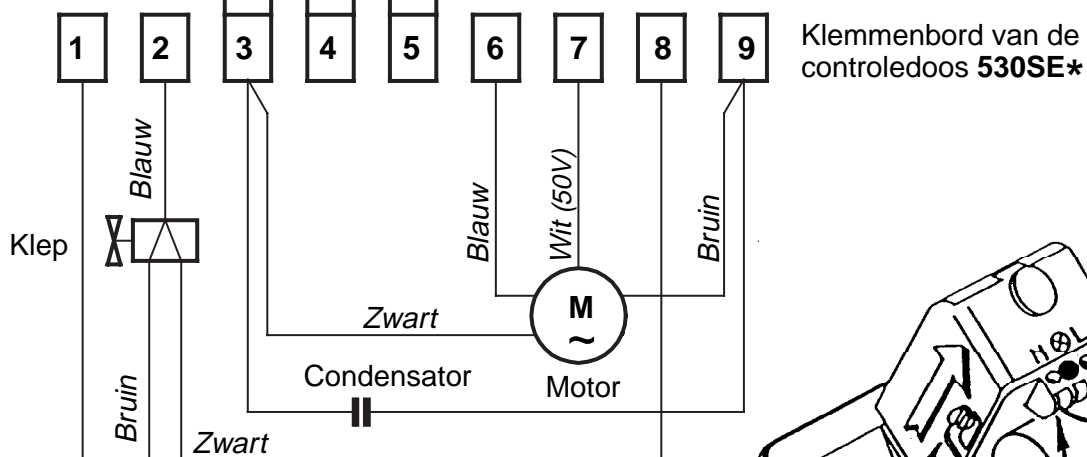 1 2 3 4 5 6 7 8 9
Klemmenbord van de
controledoos 530SE*
Blauw
Klep
Blauw
Wit (50V)
Bruin
M
~
Zwart
Motor
Condensator
Bruin
Zwart
N L